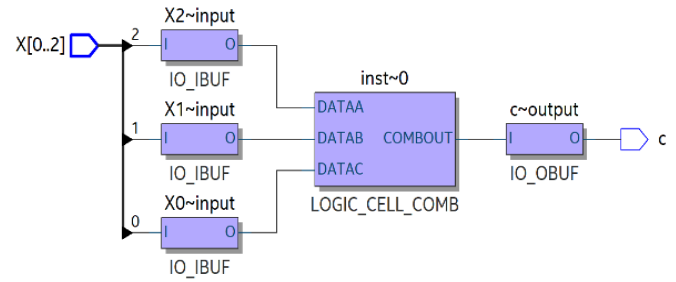 X2~input
X[0..2]
2
I
O
IO_IBUF
inst~0
X1~input
1
I
O
IO_IBUF
DATAA
DATAB
COMBOUT
DATAC
LOGIC_CELL_COMB
c~output
I
O
c
IO_OBUF
X0~input
0
I
O
IO_IBUF